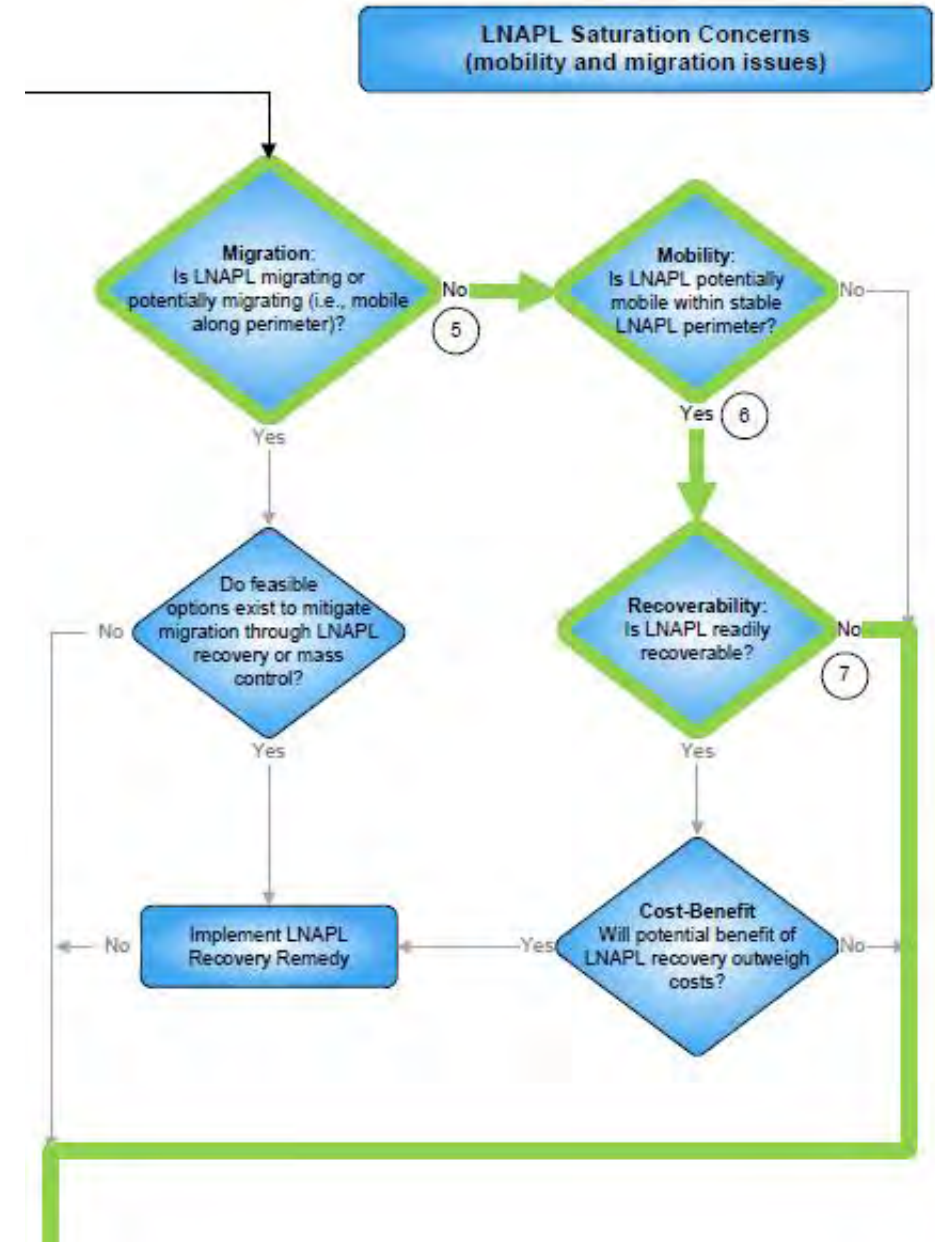 LNAPL Saturation Concerns
(mobility and migration issues)
Migration:
Is LNAPL migrating or
potentially migrating (i.e., mobile
along perimeter)?
No
5
Mobility:
Is LNAPL potentially
mobile within stable
LNAPL perimeter?
No
Yes
Yes
6
Do feasible
options exist to mitigate
migration through LNAPL
recovery or mass
control?
No
Recoverability:
Is LNAPL readily
recoverable?
No
7
Yes
Yes
No
Implement LNAPL
Recovery Remedy
Yes
Cost-Benefit
Will potential benefit of
LNAPL recovery outweigh
costs?
No